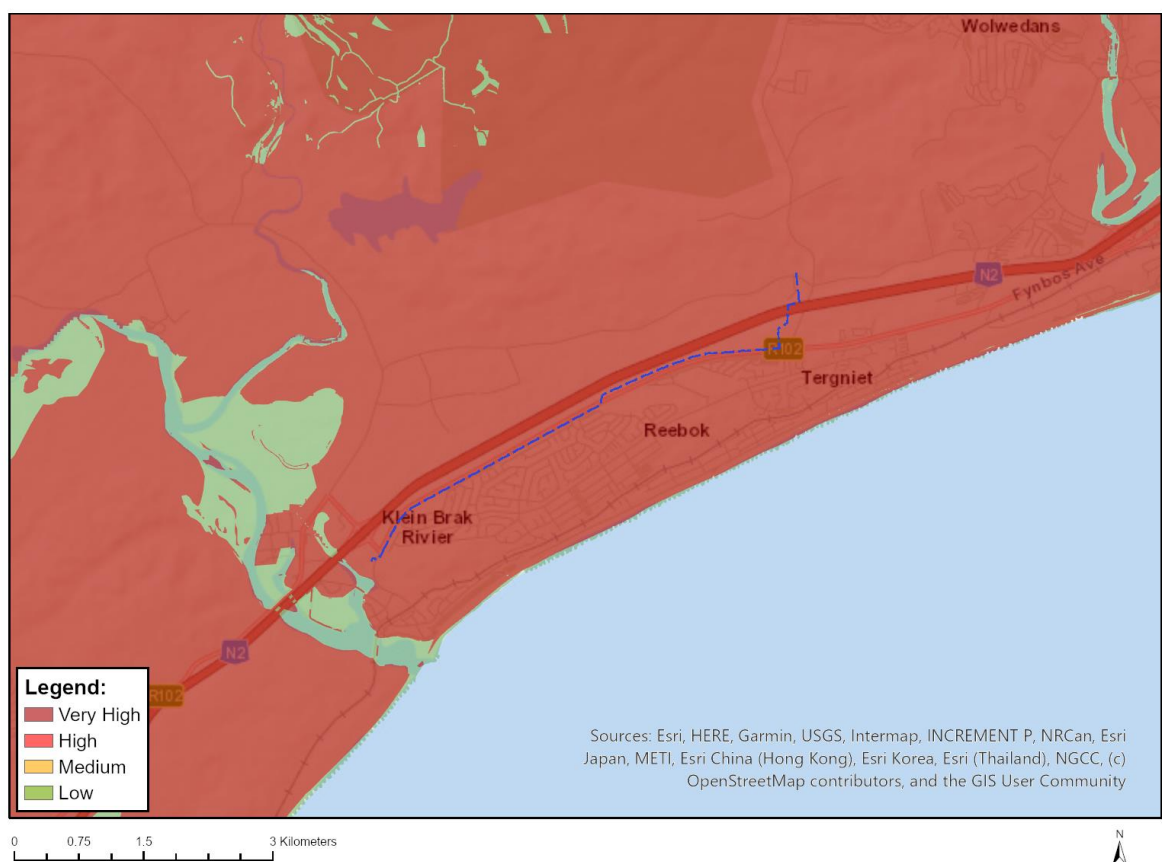 Wolwedans
N2
Fynbos Ave
R102
Tergniet
Reebok
Klein Brak
Rivier
N2
R102
Legend:
Very High
High
Medium
Low
Sources: Esri, HERE, Garmin, USGS, Intermap, INCREMENT P, NRCan, Esri
Japan, METI, Esri China (Hong Kong), Esri Korea, Esri (Thailand), NGCC, (c)
OpenStreetMap contributors, and the GIS User Community
0 0.75 1.5 3 Kilometers
N